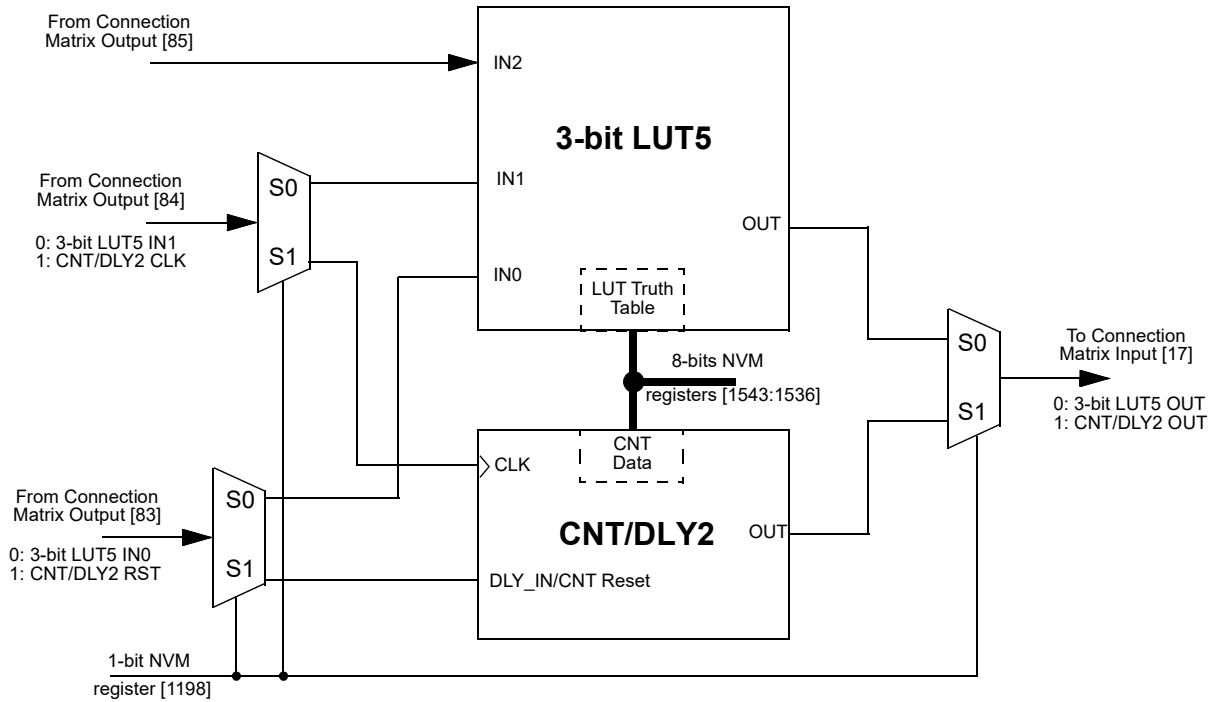 From Connection
Matrix Output [85]
IN2
3-bit LUT5
From Connection
Matrix Output [84]
S0
IN1
S1
OUT
0: 3-bit LUT5 IN1
1: CNT/DLY2 CLK
IN0
LUT Truth
Table
S0
To Connection
Matrix Input [17]
8-bits NVM
registers [1543:1536]
S1
0: 3-bit LUT5 OUT
1: CNT/DLY2 OUT
CNT
Data
CLK
From Connection
Matrix Output [83]
S0
CNT/DLY2
OUT
0: 3-bit LUT5 IN0
1: CNT/DLY2 RST
S1
DLY_IN/CNT Reset
1-bit NVM
register [1198]